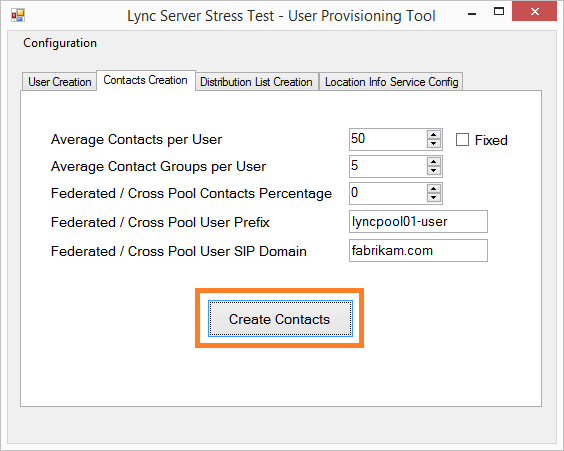 Lync Server Stress Test - User Provisioning Tool
Configuration
User Creation Contacts Creation Distribution List Creation Location Info Service Config
Average Contacts per User 50 Fixed
Average Contact Groups per User 5
Federated / Cross Pool Contacts Percentage 0
Federated / Cross Pool User Prefix lyncpool01-user
Federated / Cross Pool User SIP Domain fabrikam.com
Create Contacts